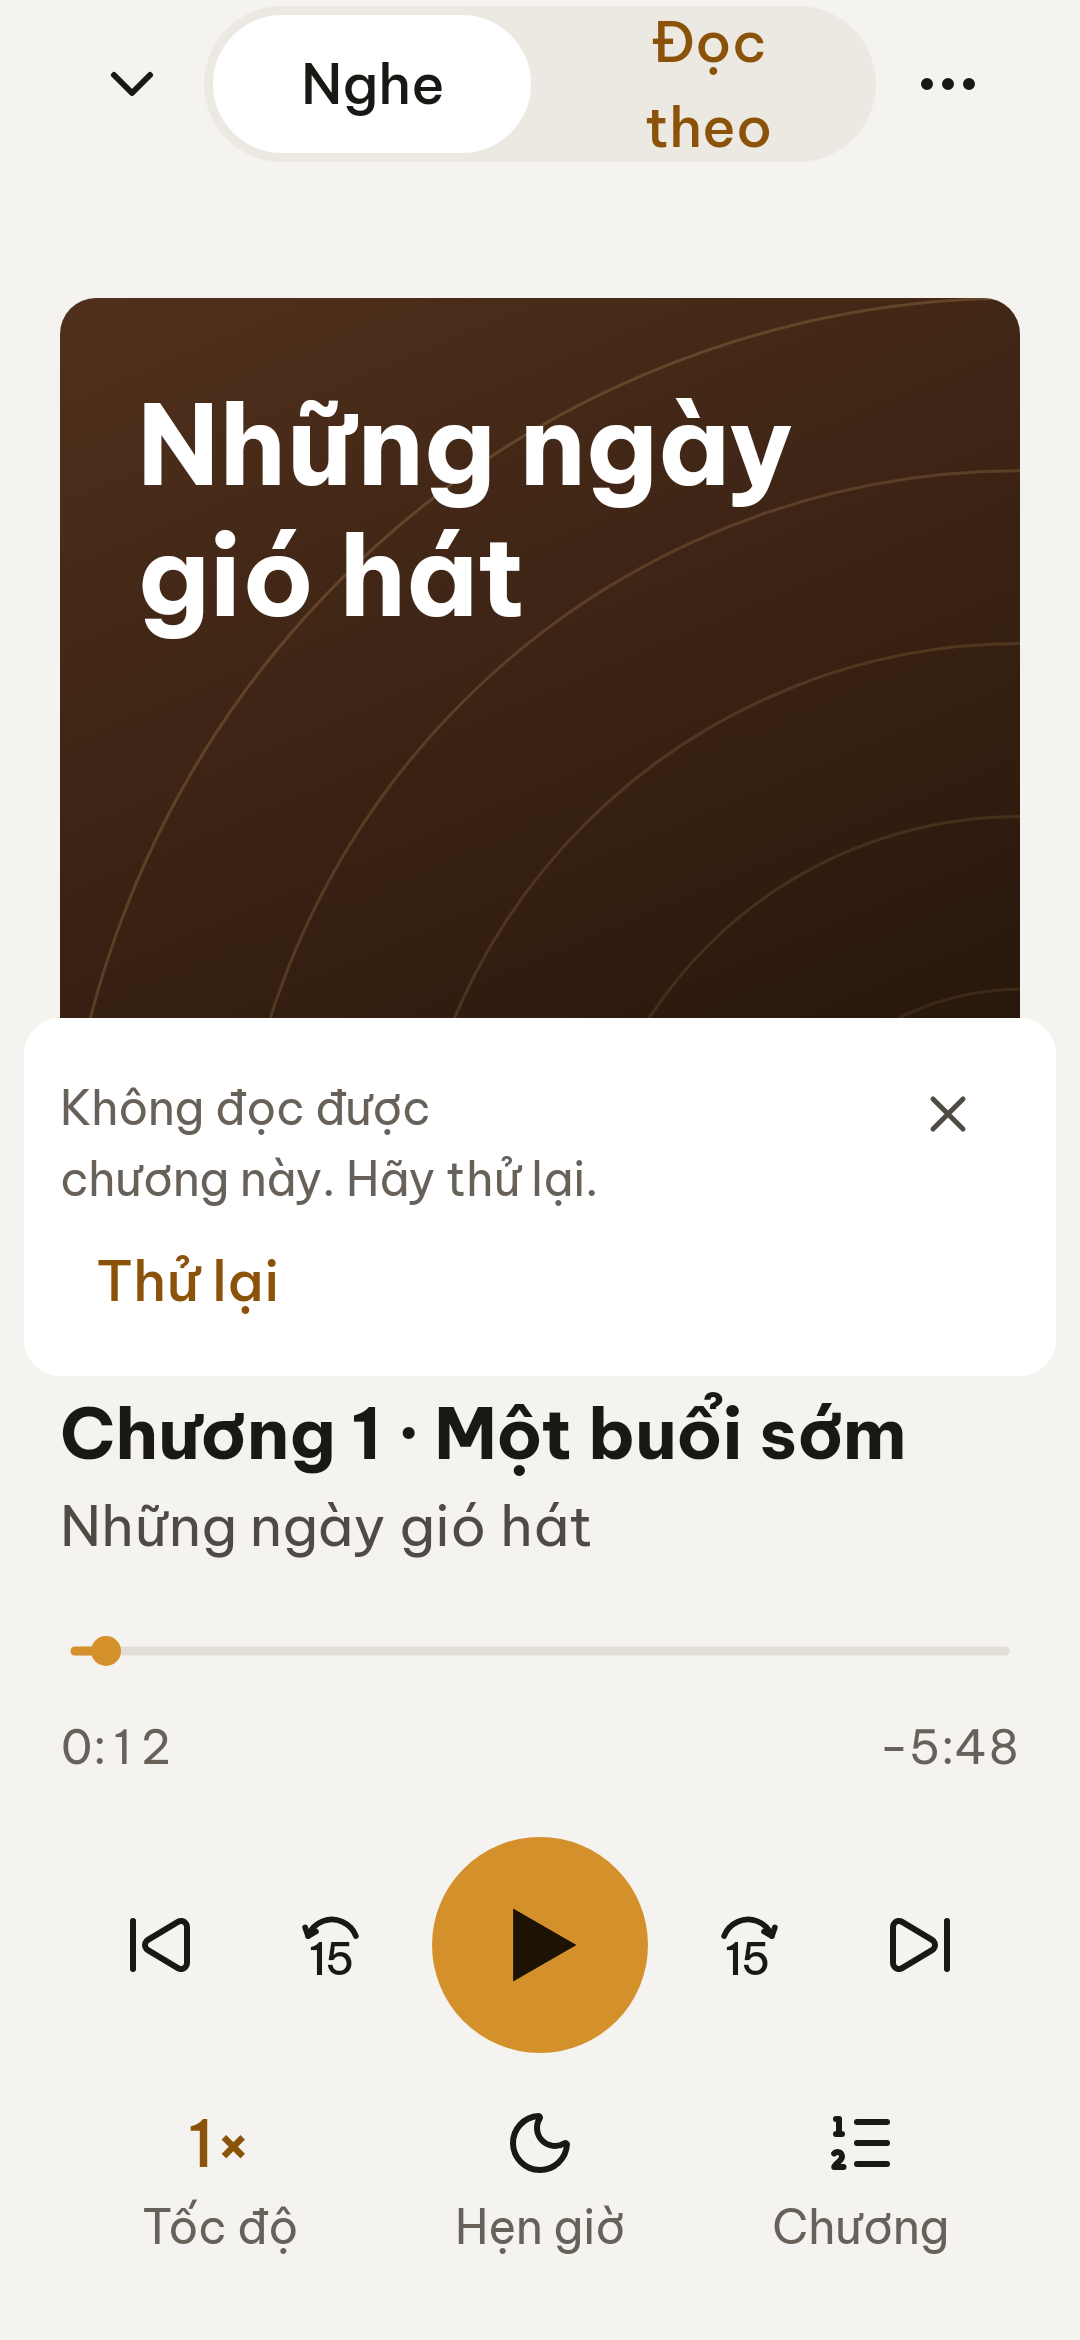 Nghe
Đọc
theo
Những ngày
gió hát
Không đọc được
chương này. Hãy thử lại.
Thử lại
Chương 1 · Một buổi sớm
Những ngày gió hát
0:12
−5:48
15
15
1×
Tốc độ
Hẹn giờ
Chương